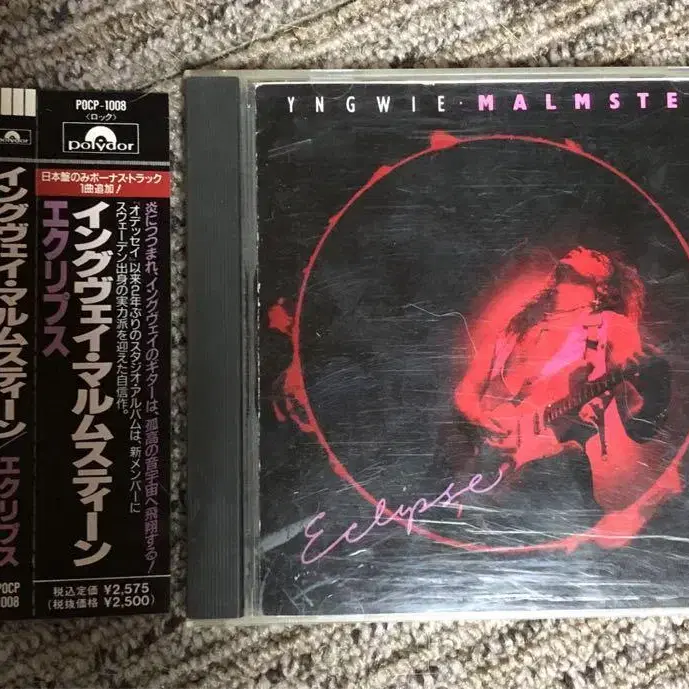 イングヴェイ・マルムスティーン/エクリプス
POCP
1008
POCP-1008
〈ロック〉
polydor
日本盤のみボーナス・トラック
1曲追加!
炎につつまれ、イングヴェイのギターは、孤高の音宇宙へ飛翔する!
“オデッセイ”以来2年ぶりのスタジオ・アルバムは、新メンバーに
スウェーデン出身の実力派を迎えた自信作。
イングヴェイ・マルムスティーン
エクリプス
税込定価 ¥2,575
(税抜価格 ¥2,500)
YNGWIE · MALMSTE
Eclipse